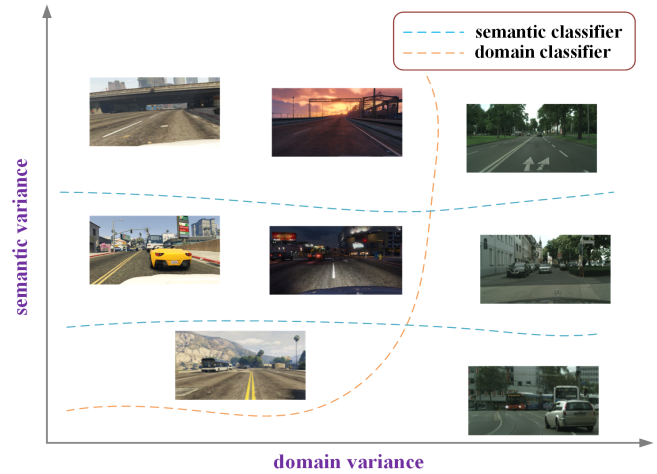 semantic classifier
domain classifier
semantic variance
domain variance